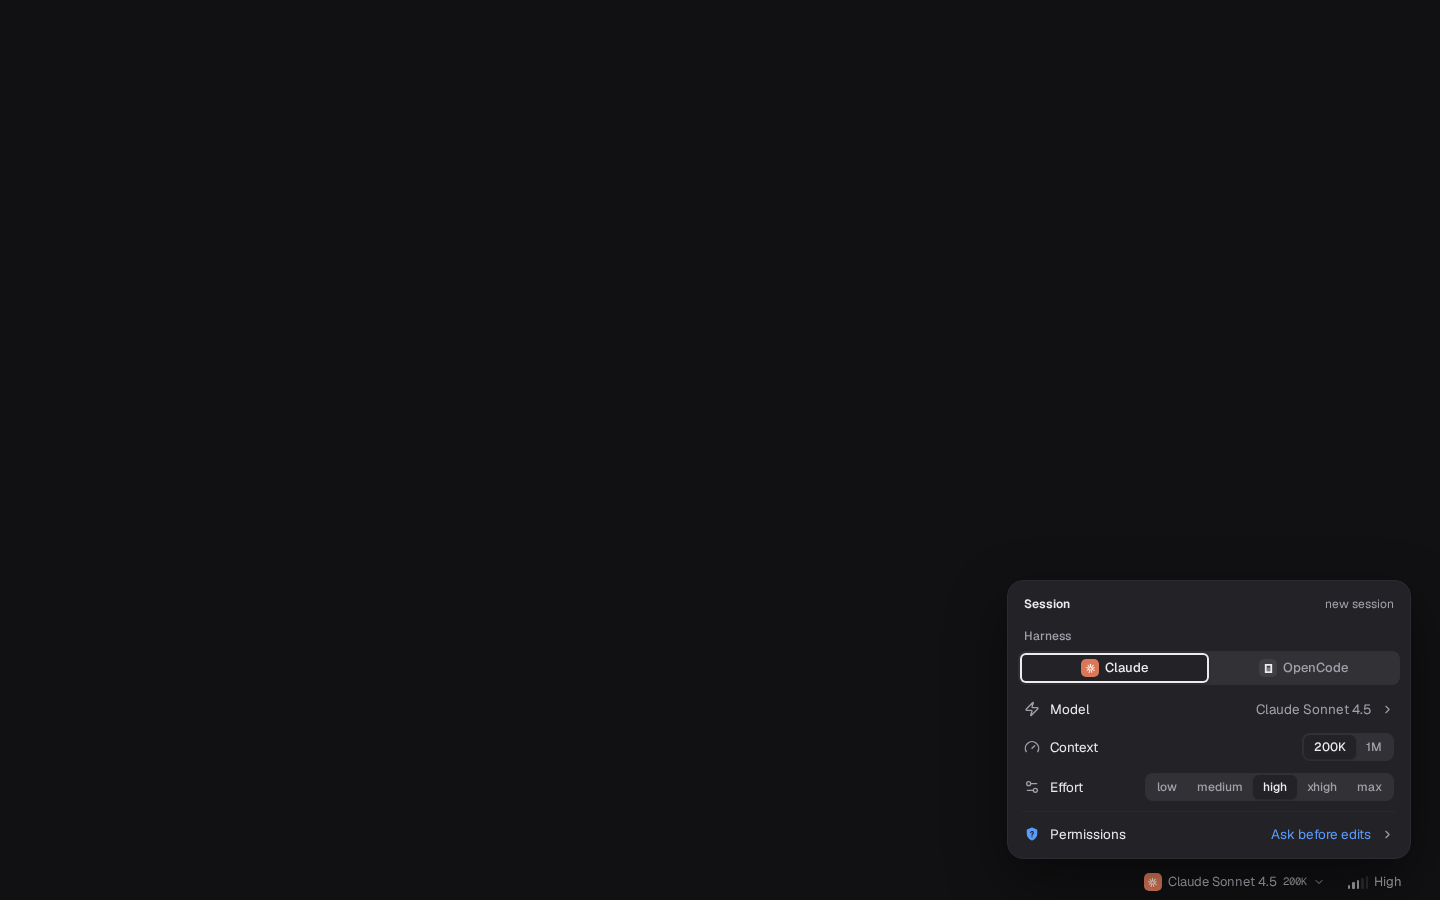 Session new session
Harness
Claude OpenCode
Model Claude Sonnet 4.5
Context 200K 1M
Effort low medium high xhigh max
Permissions Ask before edits
Claude Sonnet 4.5 200K High